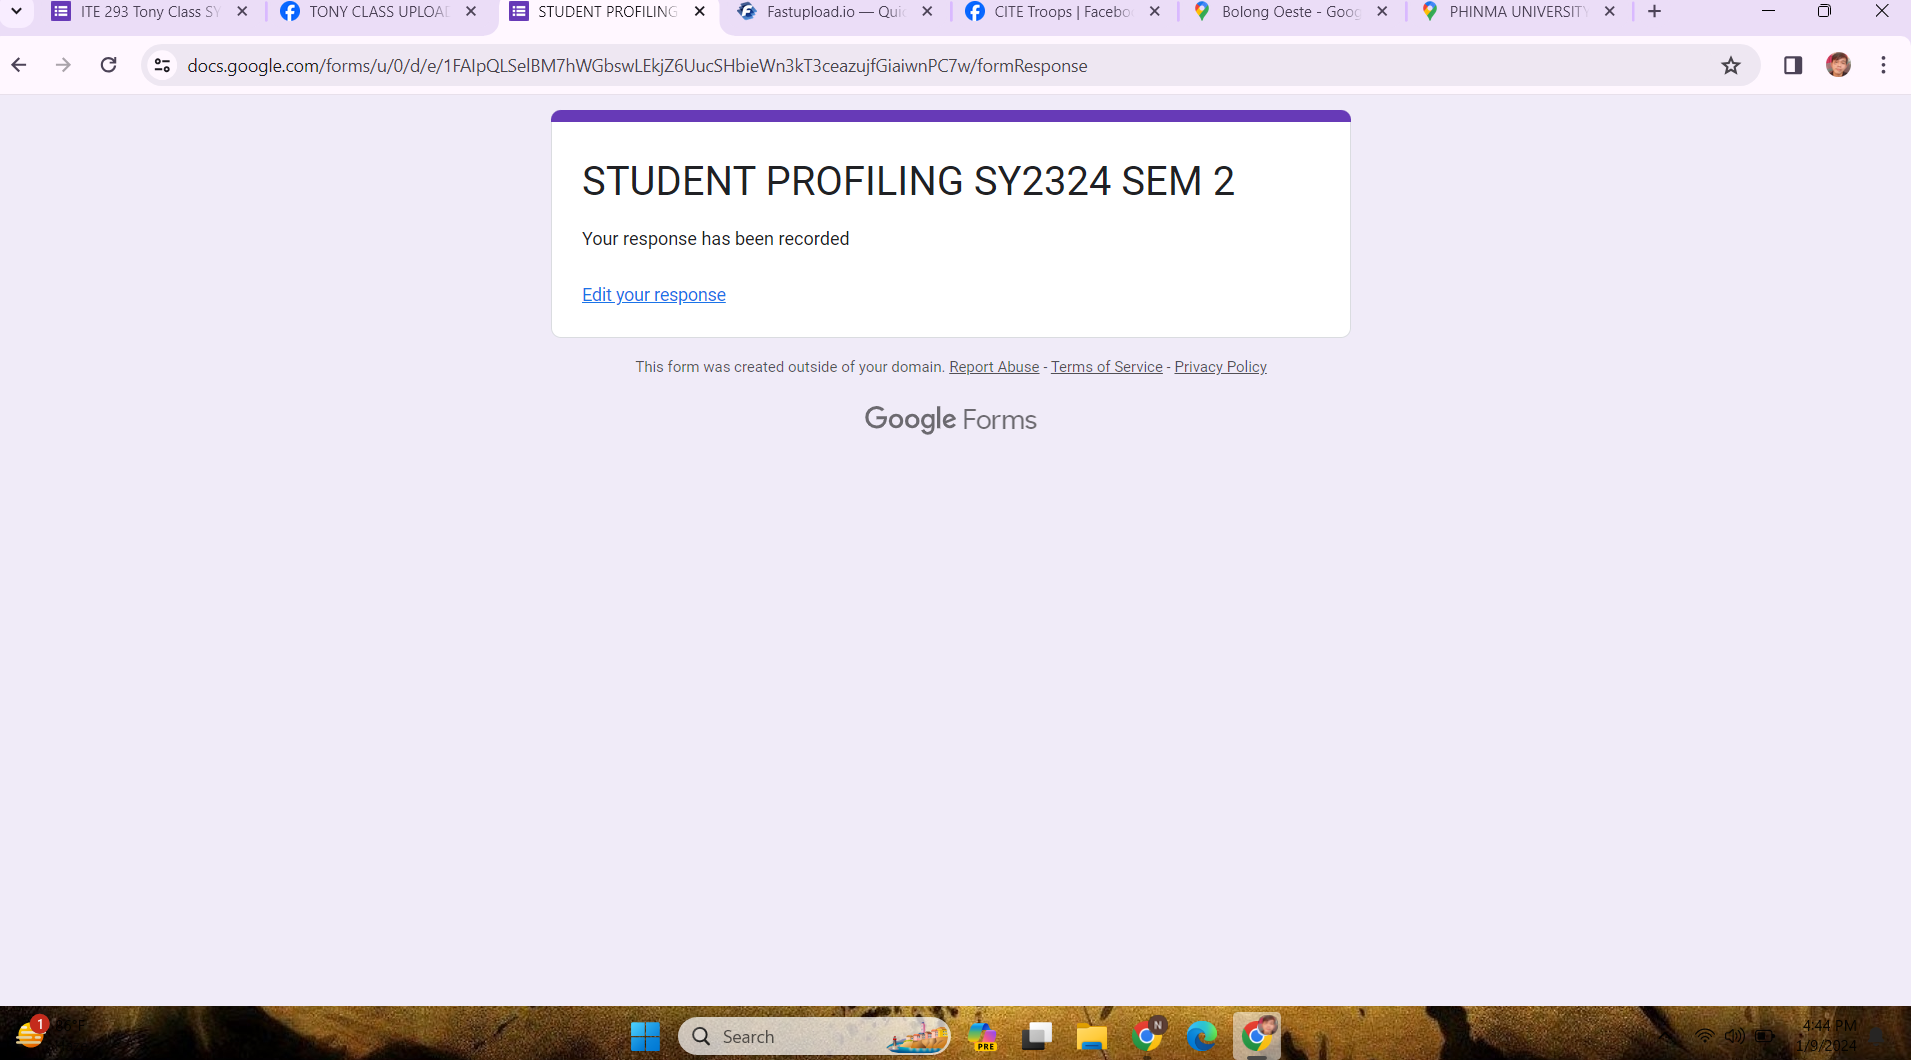 ITE 293 Tony Class SY
TONY CLASS UPLOAD
STUDENT PROFILING
Fastupload.io — Quic
CITE Troops | Facebo
Bolong Oeste - Goog
PHINMA UNIVERSITY
docs.google.com/forms/u/0/d/e/1FAIpQLSelBM7hWGbswLEkjZ6UucSHbieWn3kT3ceazujfGiaiwnPC7w/formResponse
STUDENT PROFILING SY2324 SEM 2
Your response has been recorded
Edit your response
This form was created outside of your domain. Report Abuse - Terms of Service - Privacy Policy
Google Forms
1
Search
PRE
N
4:44 PM
1/9/2024